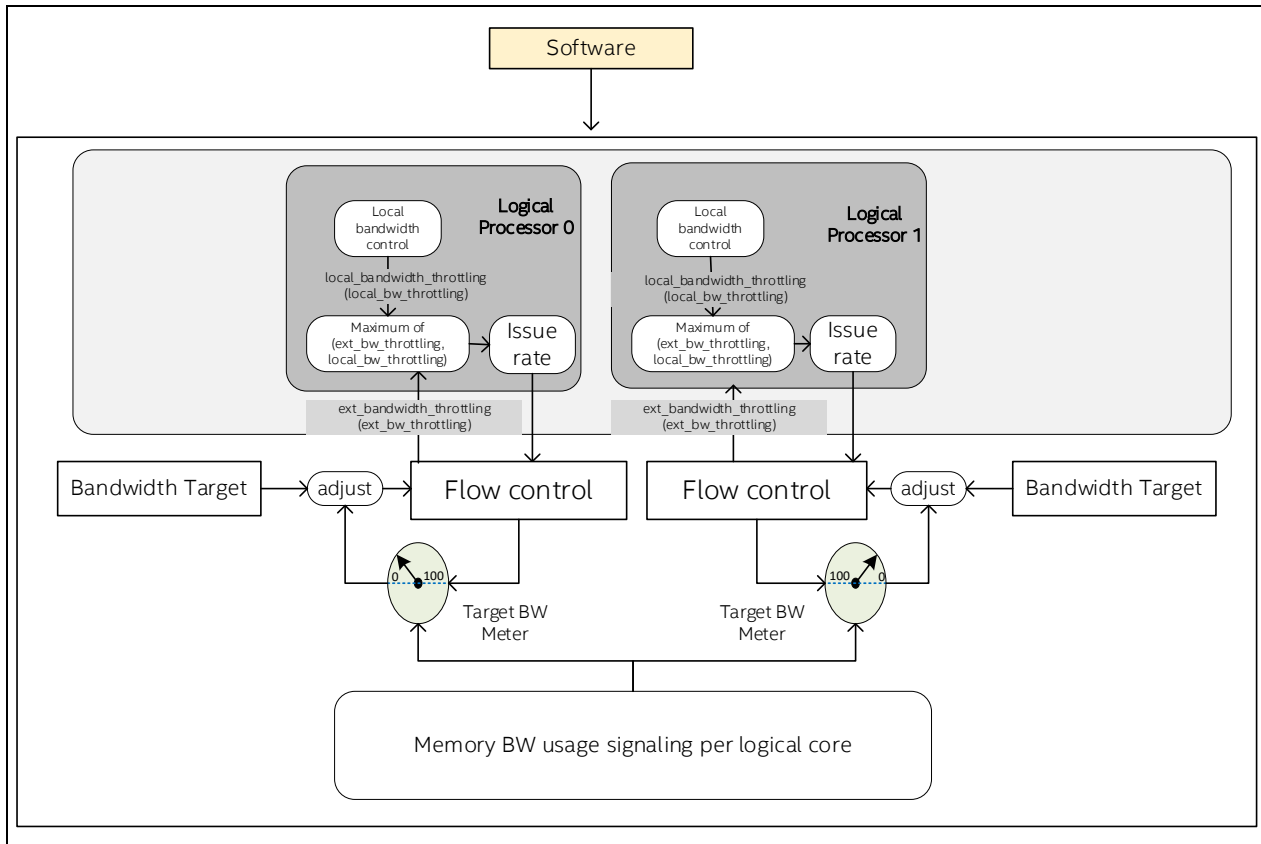 Software
Local
bandwidth
control
Logical
Processor 0
local_bandwidth_throttling
(local_bw_throttling)
Maximum of
(ext_bw_throttling,
local_bw_throttling)
Issue
rate
ext_bandwidth_throttling
(ext_bw_throttling)
Local
bandwidth
control
Logical
Processor 1
local_bandwidth_throttling
(local_bw_throttling)
Maximum of
(ext_bw_throttling,
local_bw_throttling)
Issue
rate
ext_bandwidth_throttling
(ext_bw_throttling)
Bandwidth Target
adjust
Flow control
Flow control
adjust
Bandwidth Target
0 100
Target BW
Meter
100 0
Target BW
Meter
Memory BW usage signaling per logical core